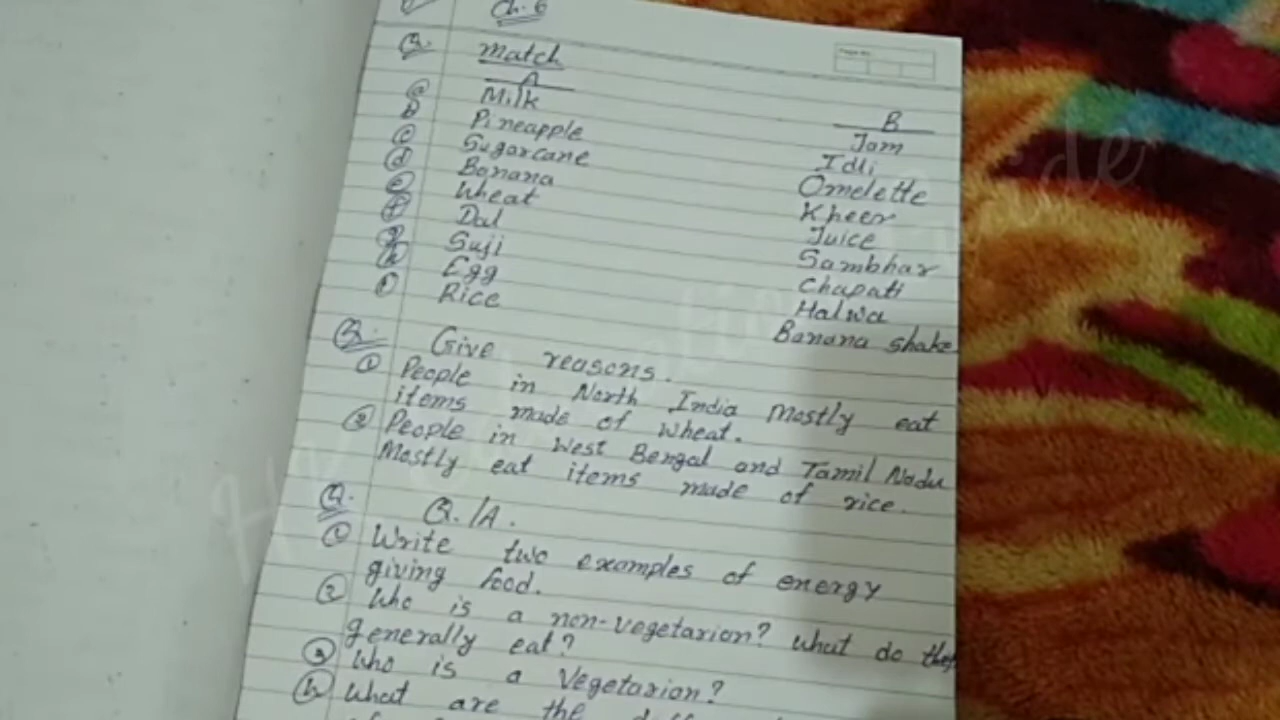 Ch. 6
Q. Match
A B
(a) Milk Jam
(b) Pineapple Idli
(c) Sugarcane Omelette
(d) Banana Kheer
(e) Wheat Juice
(f) Dal Sambhar
(g) Suji Chapati
(h) Egg Halwa
(i) Rice Banana shake
Q. Give reasons.
(1) People in North India Mostly eat
items made of wheat.
(2) People in West Bengal and Tamil Nadu
Mostly eat items made of rice.
Q. Q./A.
(1) Write two examples of energy
giving food.
(2) Who is a non-vegetarion? What do they
generally eat?
(3) Who is a Vegetarion?
(4) What are the